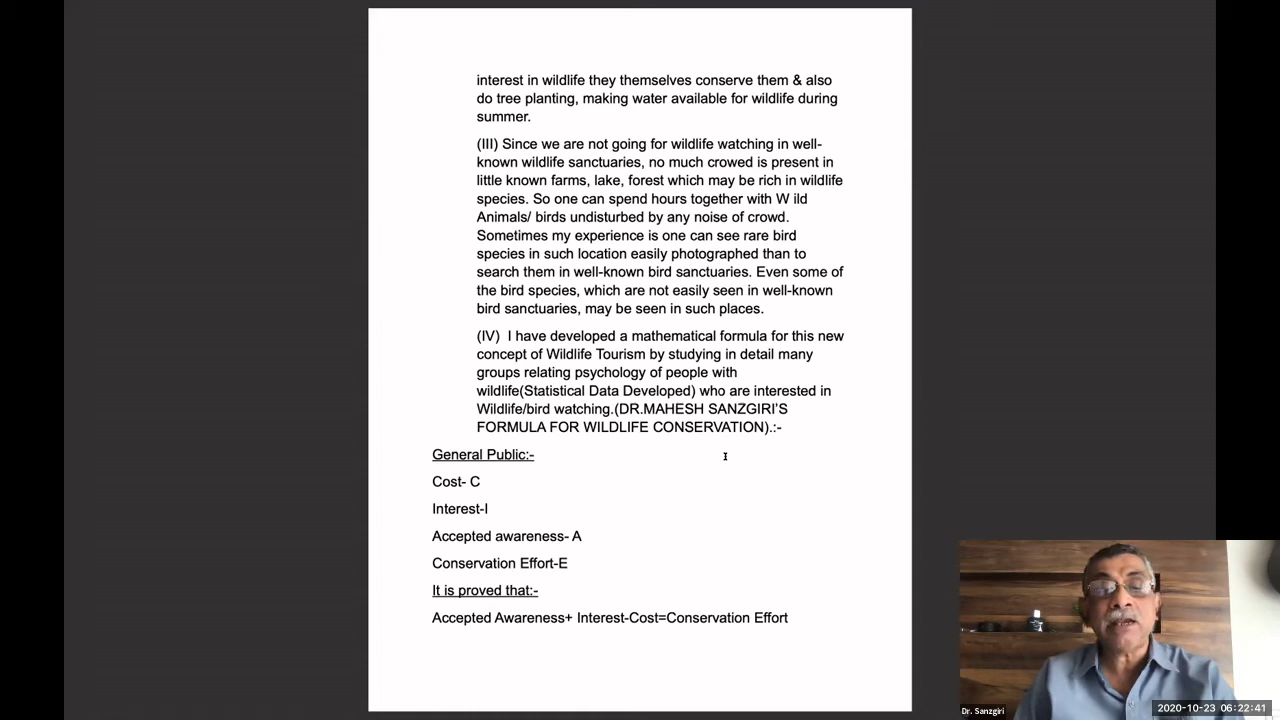 interest in wildlife they themselves conserve them & also
do tree planting, making water available for wildlife during
summer.
(III) Since we are not going for wildlife watching in well-
known wildlife sanctuaries, no much crowed is present in
little known farms, lake, forest which may be rich in wildlife
species. So one can spend hours together with W ild
Animals/ birds undisturbed by any noise of crowd.
Sometimes my experience is one can see rare bird
species in such location easily photographed than to
search them in well-known bird sanctuaries. Even some of
the bird species, which are not easily seen in well-known
bird sanctuaries, may be seen in such places.
(IV)  I have developed a mathematical formula for this new
concept of Wildlife Tourism by studying in detail many
groups relating psychology of people with
wildlife(Statistical Data Developed) who are interested in
Wildlife/bird watching.(DR.MAHESH SANZGIRI'S
FORMULA FOR WILDLIFE CONSERVATION).:-
General Public:-
Cost- C
Interest-I
Accepted awareness- A
Conservation Effort-E
It is proved that:-
Accepted Awareness+ Interest-Cost=Conservation Effort
Dr. Sanzgiri
2020-10-23 06:22:41